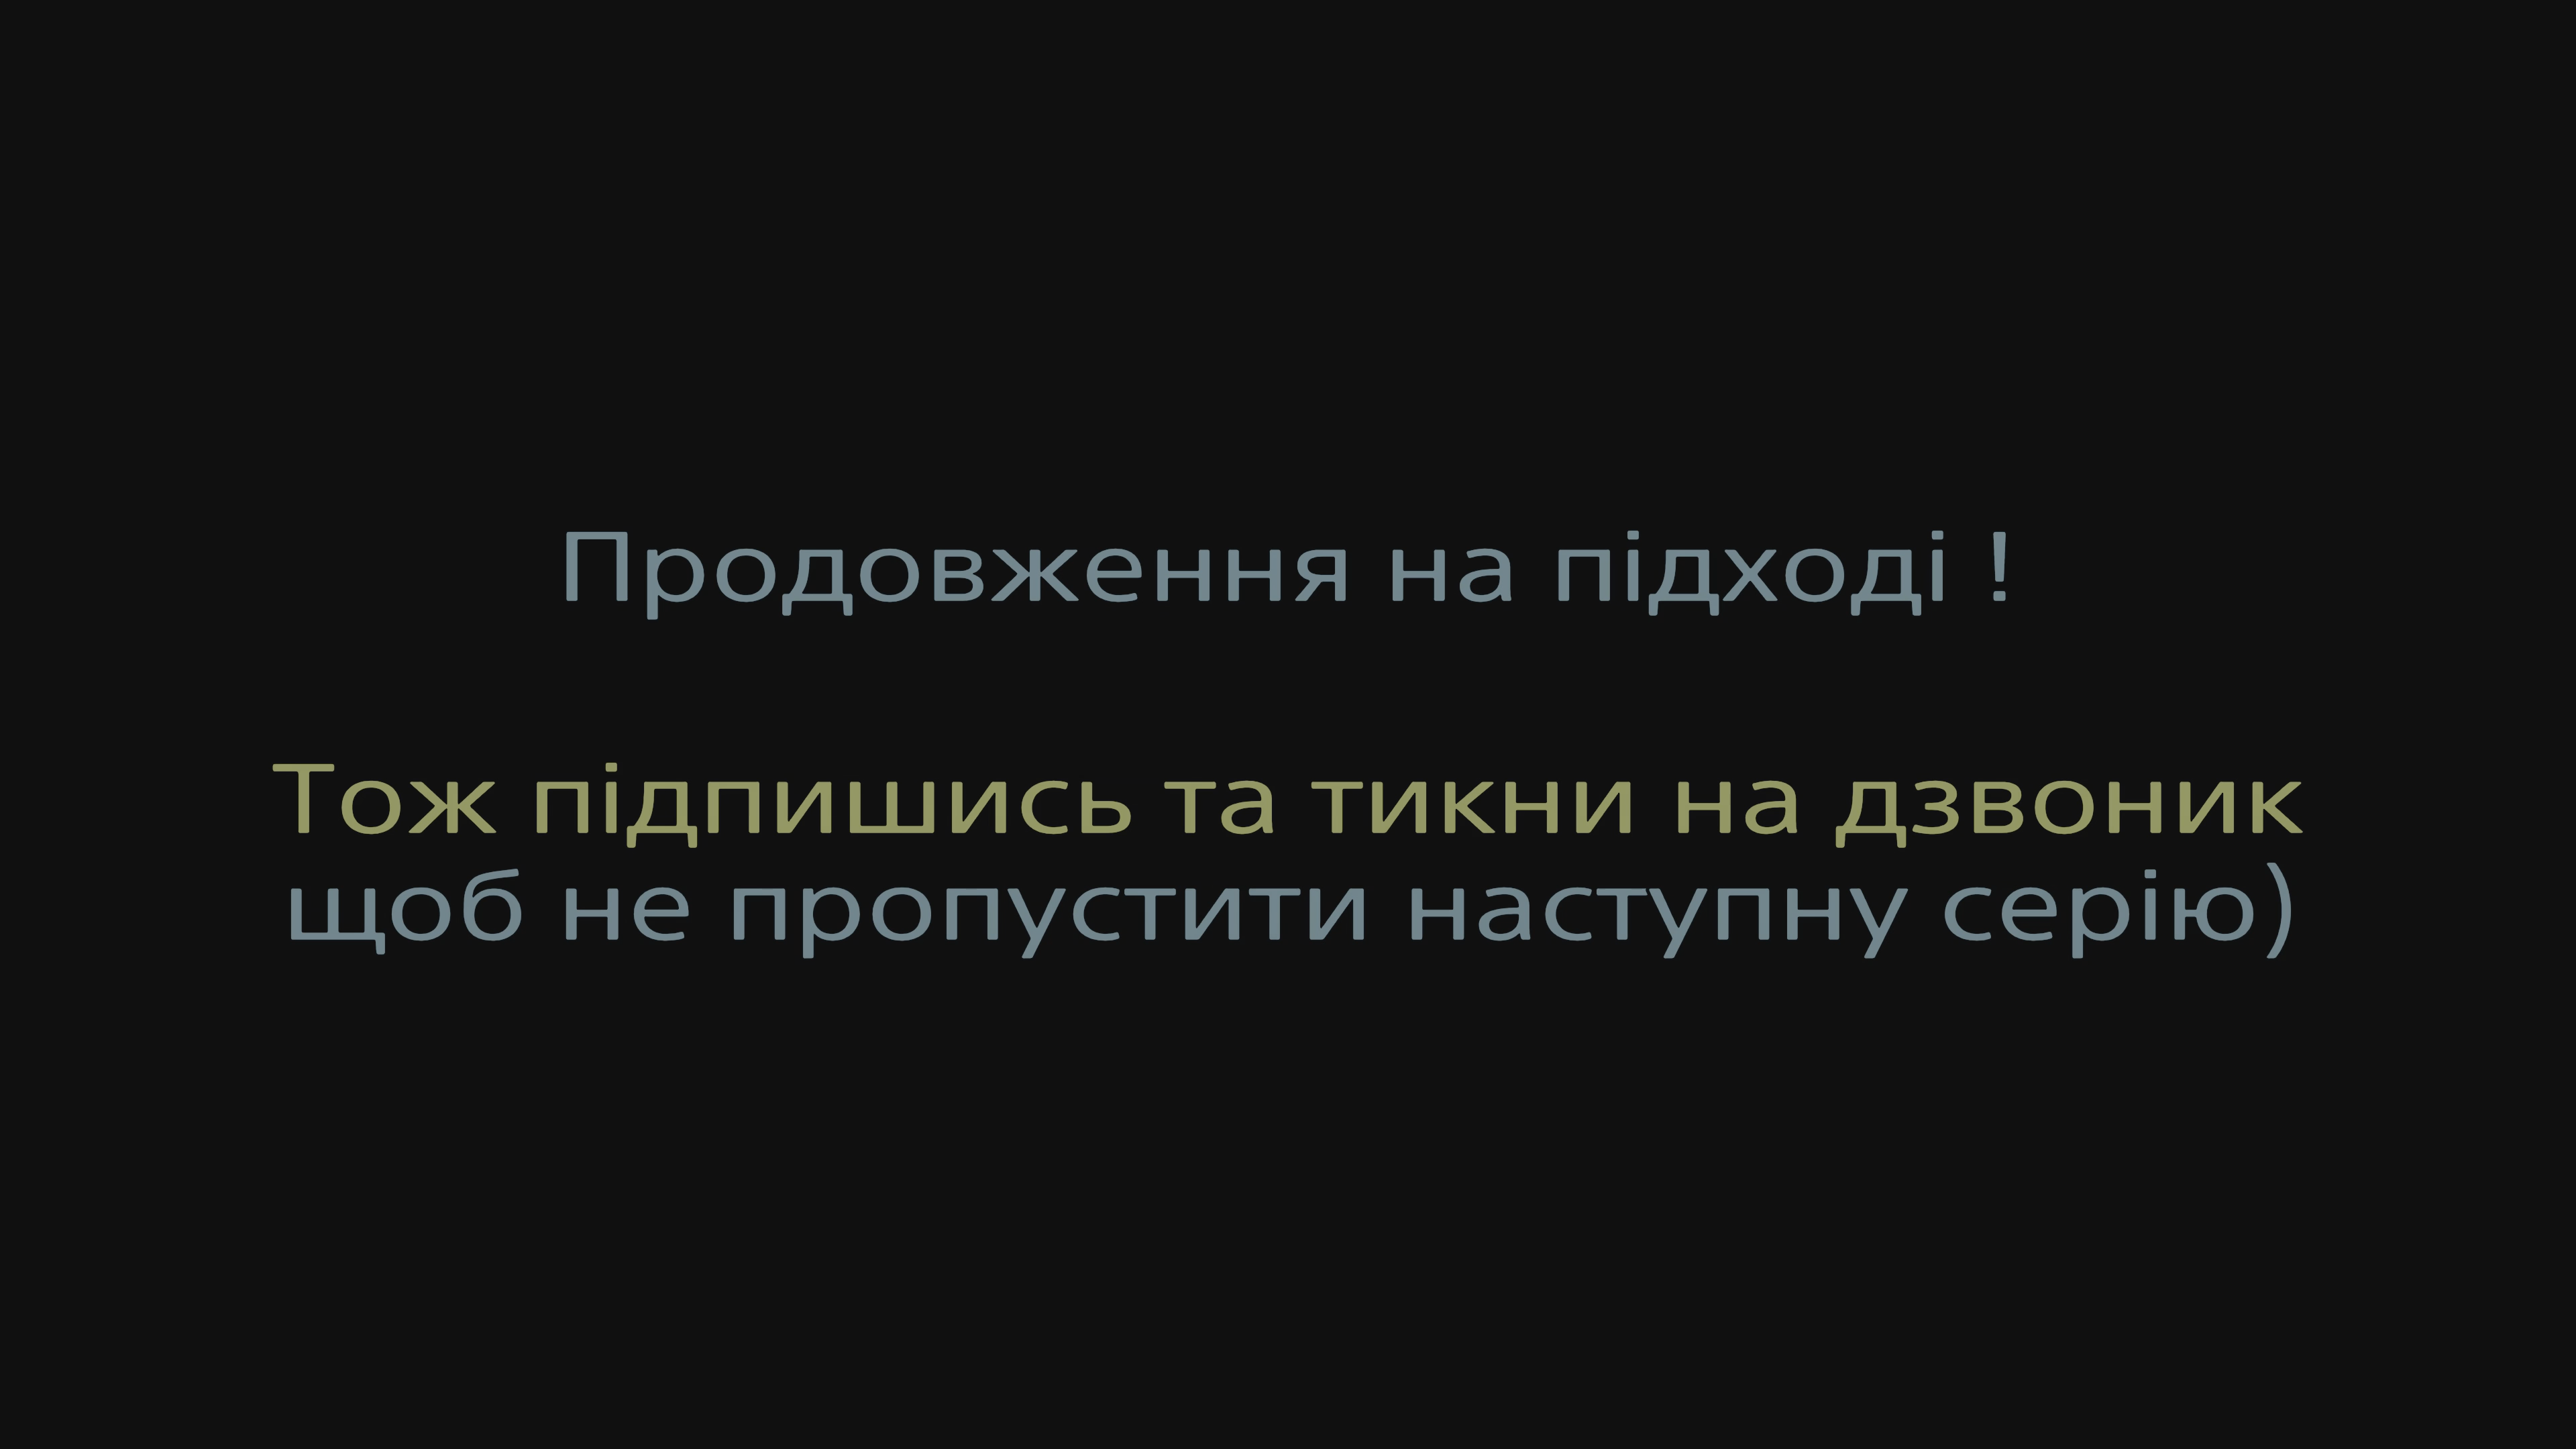 Продовження на підході !
Тож підпишись та тикни на дзвоник
щоб не пропустити наступну серію)